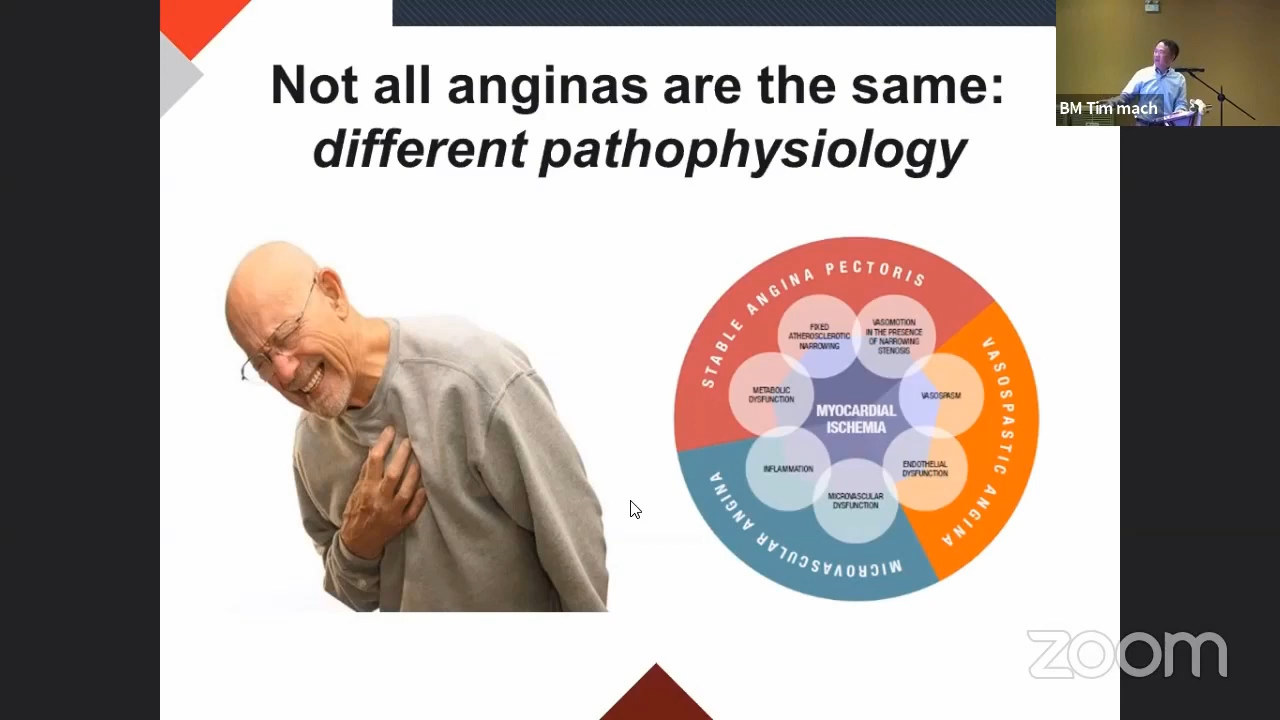 Not all anginas are the same:
different pathophysiology
BM Tim mach
STABLE ANGINA PECTORIS
VASOSPASTIC ANGINA
MICROVASCULAR ANGINA
FIXED
ATHEROSCLEROTIC
NARROWING
VASOMOTION
IN THE PRESENCE
OF NARROWING
STENOSIS
METABOLIC
DYSFUNCTION
VASOSPASM
MYOCARDIAL
ISCHEMIA
INFLAMMATION
ENDOTHELIAL
DYSFUNCTION
MICROVASCULAR
DYSFUNCTION
zoom